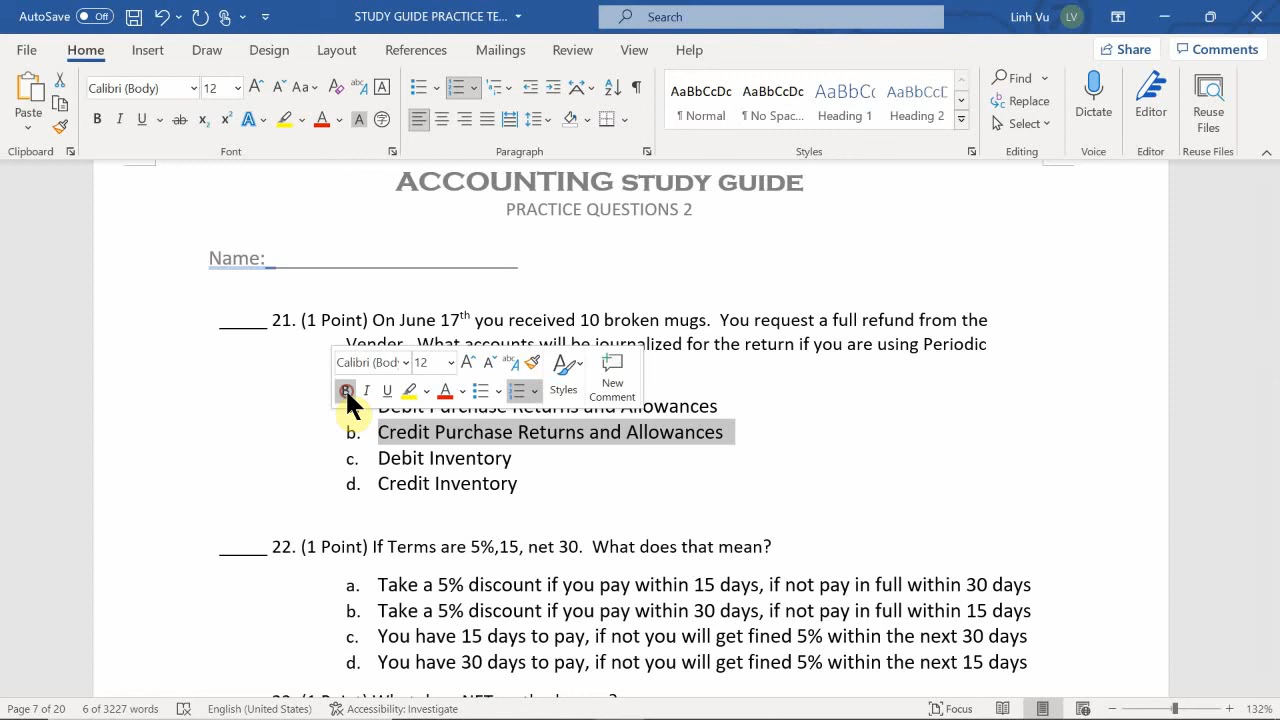 AutoSave Off STUDY GUIDE PRACTICE TE... Search Linh Vu LV
File Home Insert Draw Design Layout References Mailings Review View Help Share Comments
Paste
Clipboard
Calibri (Body) 12
Font
Paragraph
AaBbCcDc AaBbCcDc AaBbCc AaBbCcD
¶ Normal ¶ No Spac... Heading 1 Heading 2
Styles
Find
Replace
Select
Editing
Dictate
Voice
Editor
Editor
Reuse Files
Reuse Files
ACCOUNTING STUDY GUIDE
PRACTICE QUESTIONS 2
Name:
_____ 21. (1 Point) On June 17th you received 10 broken mugs. You request a full refund from the
Vender. What accounts will be journalized for the return if you are using Periodic
Calibri (Body 12
Styles
New Comment
Debit Purchase Returns and Allowances
b. Credit Purchase Returns and Allowances
c. Debit Inventory
d. Credit Inventory
_____ 22. (1 Point) If Terms are 5%,15, net 30. What does that mean?
a. Take a 5% discount if you pay within 15 days, if not pay in full within 30 days
b. Take a 5% discount if you pay within 30 days, if not pay in full within 15 days
c. You have 15 days to pay, if not you will get fined 5% within the next 30 days
d. You have 30 days to pay, if not you will get fined 5% within the next 15 days
Page 7 of 20 6 of 3227 words English (United States) Accessibility: Investigate Focus 132%